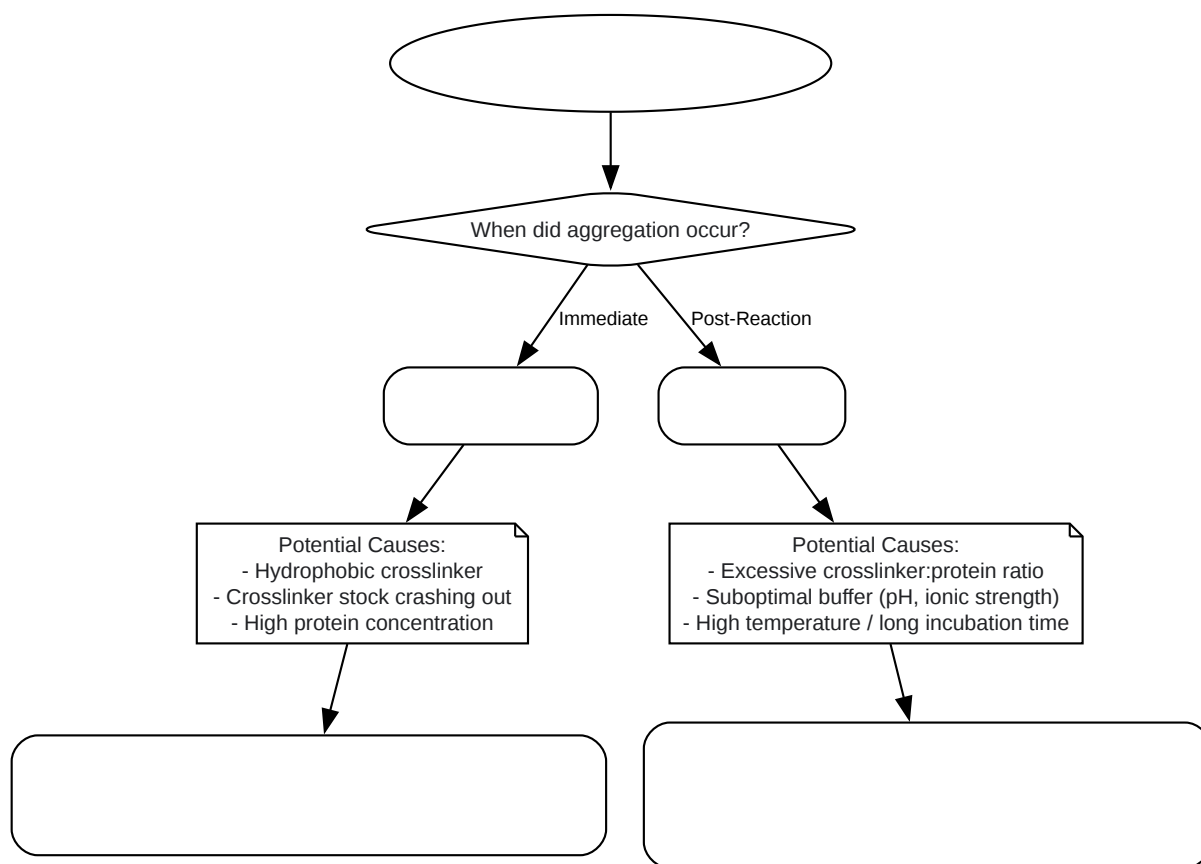 When did aggregation occur?
Immediate
Post-Reaction
Potential Causes:
- Hydrophobic crosslinker
- Crosslinker stock crashing out
- High protein concentration
Potential Causes:
- Excessive crosslinker:protein ratio
- Suboptimal buffer (pH, ionic strength)
- High temperature / long incubation time